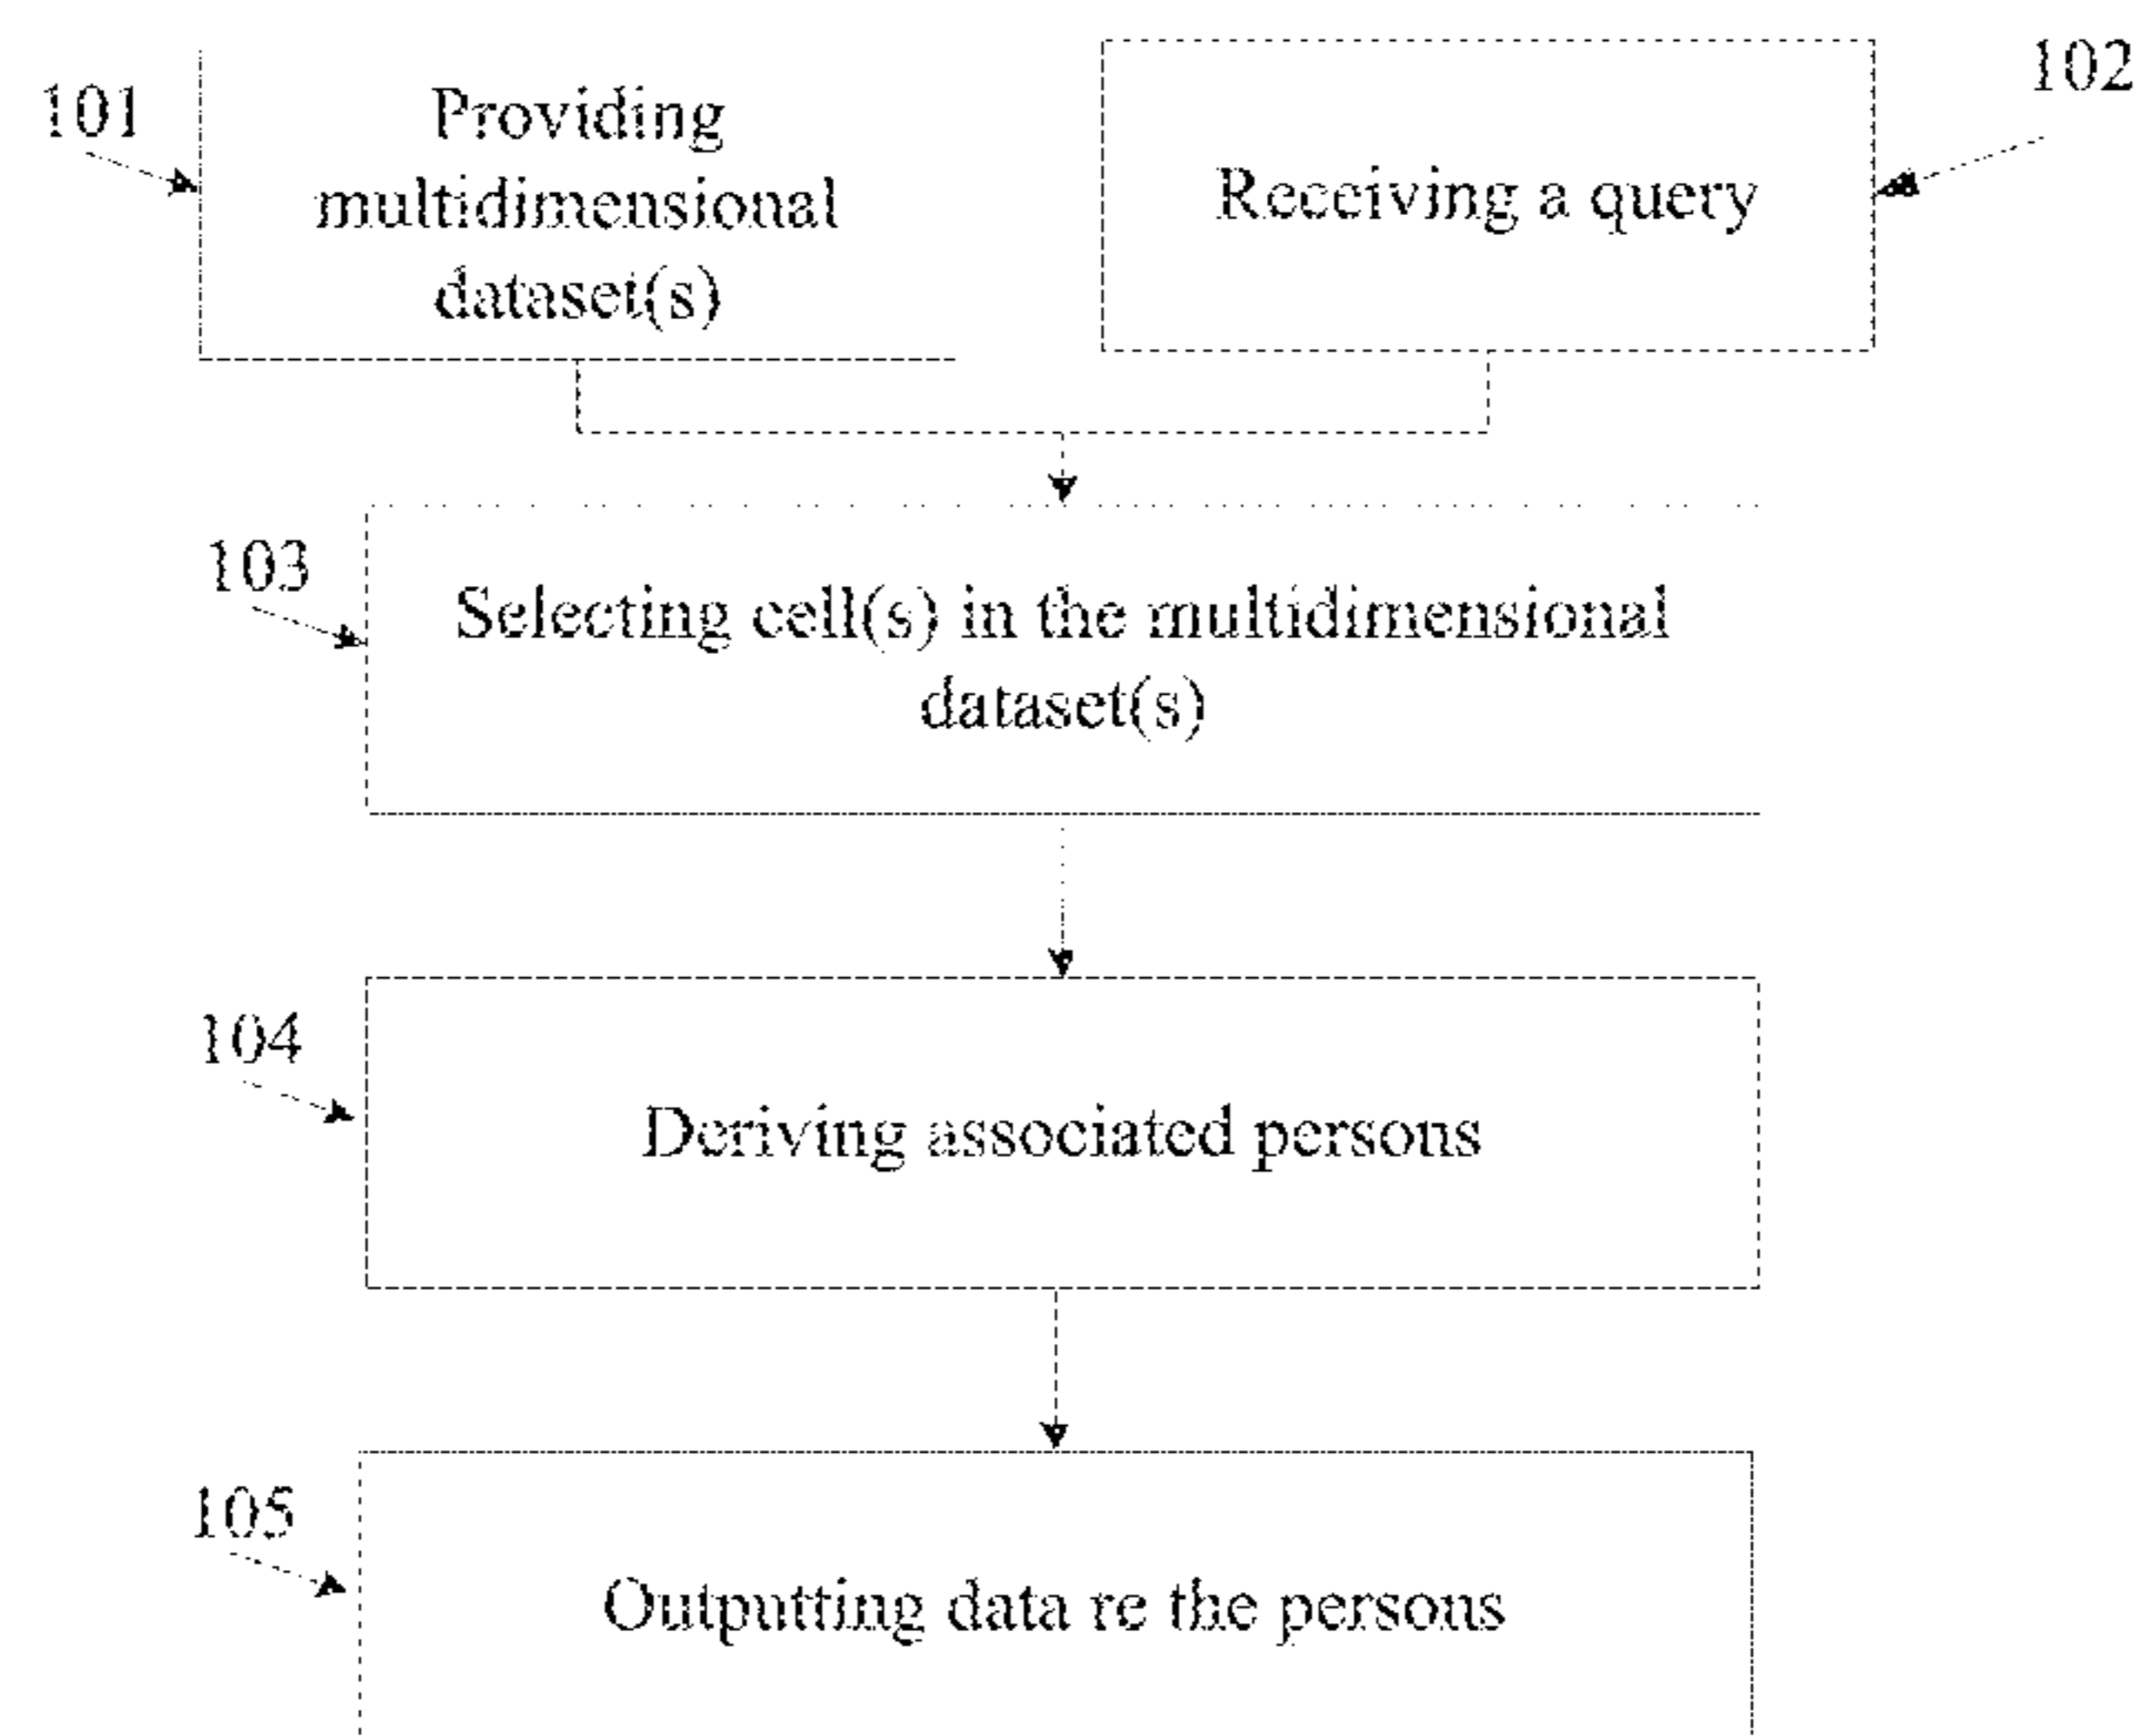 101
Providing
multidimensional
dataset(s)
102
Receiving a query
103
Selecting cell(s) in the multidimensional
dataset(s)
104
Deriving associated persons
105
Outputting data re the persons